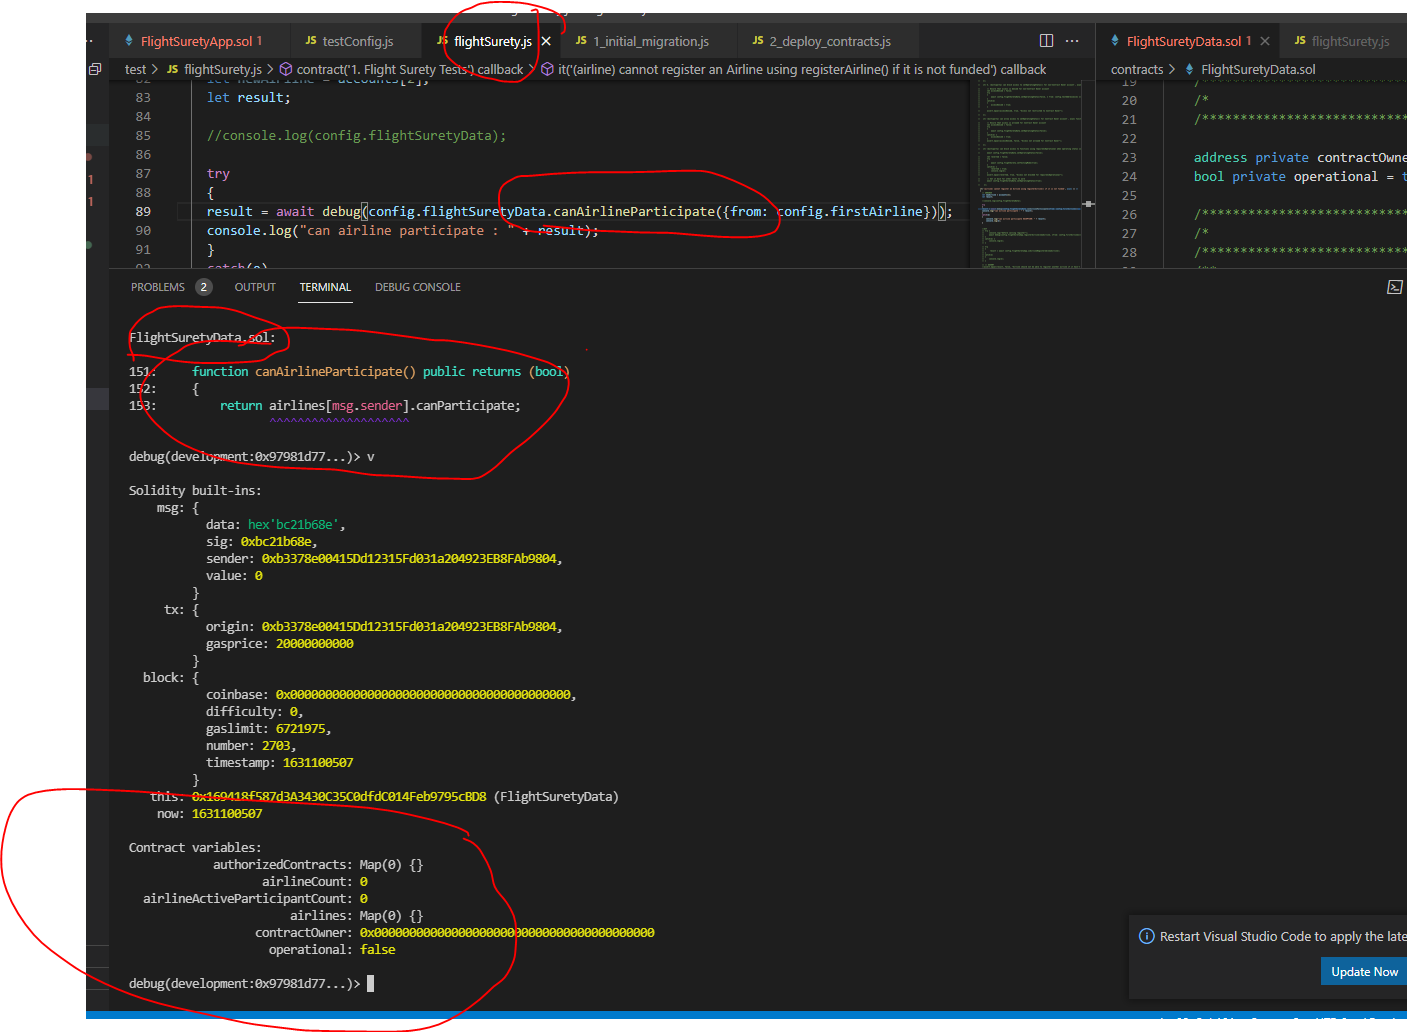 FlightSuretyApp.sol 1
JS testConfig.js
JS flightSurety.js
JS 1_initial_migration.js
JS 2_deploy_contracts.js
FlightSuretyData.sol 1
JS flightSurety.js
test > JS flightSurety.js > contract('1. Flight Surety Tests') callback > it('(airline) cannot register an Airline using registerAirline() if it is not funded') callback
contracts > FlightSuretyData.sol
83 let result;
84
85 //console.log(config.flightSuretyData);
86
87 try
88 {
89 result = await debug(config.flightSuretyData.canAirlineParticipate({from: config.firstAirline}));
90 console.log("can airline participate : " + result);
91 }
20 /*
21 /***************************
22
23 address private contractOwne
24 bool private operational = t
25
26 /***************************
27 /*
28 /***************************
1
1
PROBLEMS 2 OUTPUT TERMINAL DEBUG CONSOLE
FlightSuretyData.sol:
151: function canAirlineParticipate() public returns (bool)
152: {
153: return airlines[msg.sender].canParticipate;
^^^^^^^^^^^^^^^^^^^^
debug(development:0x97981d77...)> v
Solidity built-ins:
msg: {
data: hex'bc21b68e',
sig: 0xbc21b68e,
sender: 0xb3378e00415Dd12315Fd031a204923EB8FAb9804,
value: 0
}
tx: {
origin: 0xb3378e00415Dd12315Fd031a204923EB8FAb9804,
gasprice: 20000000000
}
block: {
coinbase: 0x0000000000000000000000000000000000000000,
difficulty: 0,
gaslimit: 6721975,
number: 2703,
timestamp: 1631100507
}
this: 0x169418f587d3A3430C35C0dfdC014Feb9795cBD8 (FlightSuretyData)
now: 1631100507
Contract variables:
authorizedContracts: Map(0) {}
airlineCount: 0
airlineActiveParticipantCount: 0
airlines: Map(0) {}
contractOwner: 0x0000000000000000000000000000000000000000
operational: false
debug(development:0x97981d77...)>
Restart Visual Studio Code to apply the late
Update Now